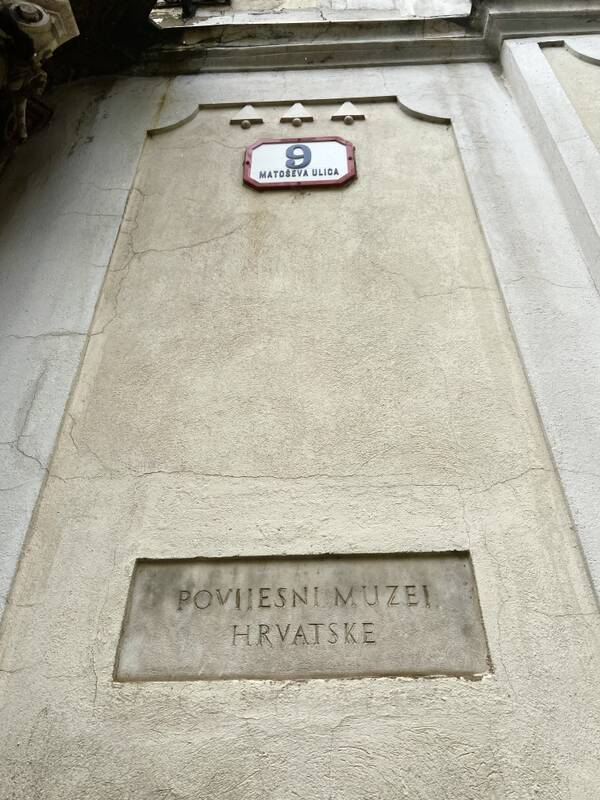 9
MATOŠEVA ULICA
POVIJESNI MUZEJ
HRVATSKE